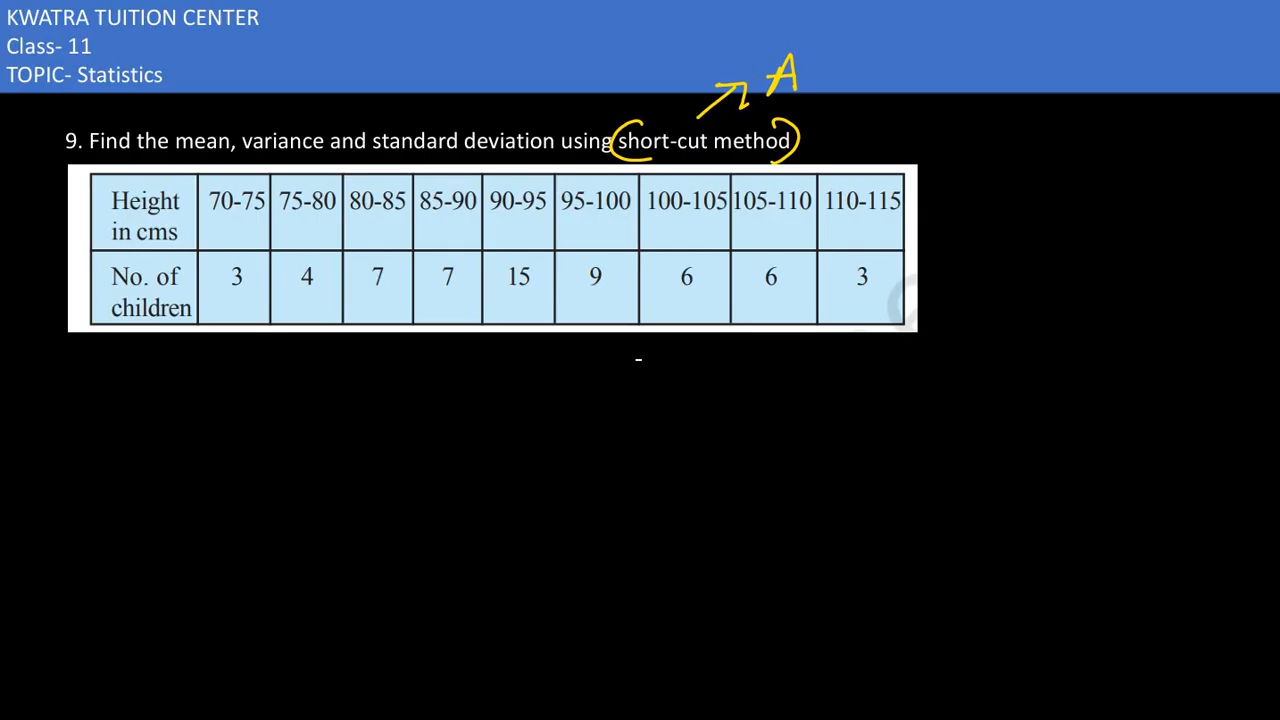 KWATRA TUITION CENTER
Class- 11
TOPIC- Statistics
A
9. Find the mean, variance and standard deviation using short-cut method
Height 70-75 75-80 80-85 85-90 90-95 95-100 100-105 105-110 110-115
in cms
No. of 3 4 7 7 15 9 6 6 3
children
-